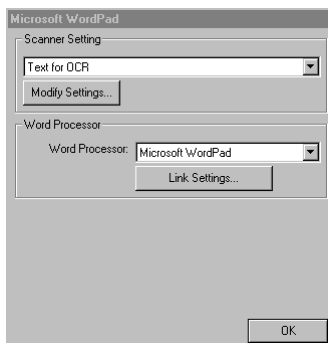 Microsoft WordPad
Scanner Setting
Text for OCR
Modify Settings...
Word Processor
Word Processor: Microsoft WordPad
Link Settings...
OK